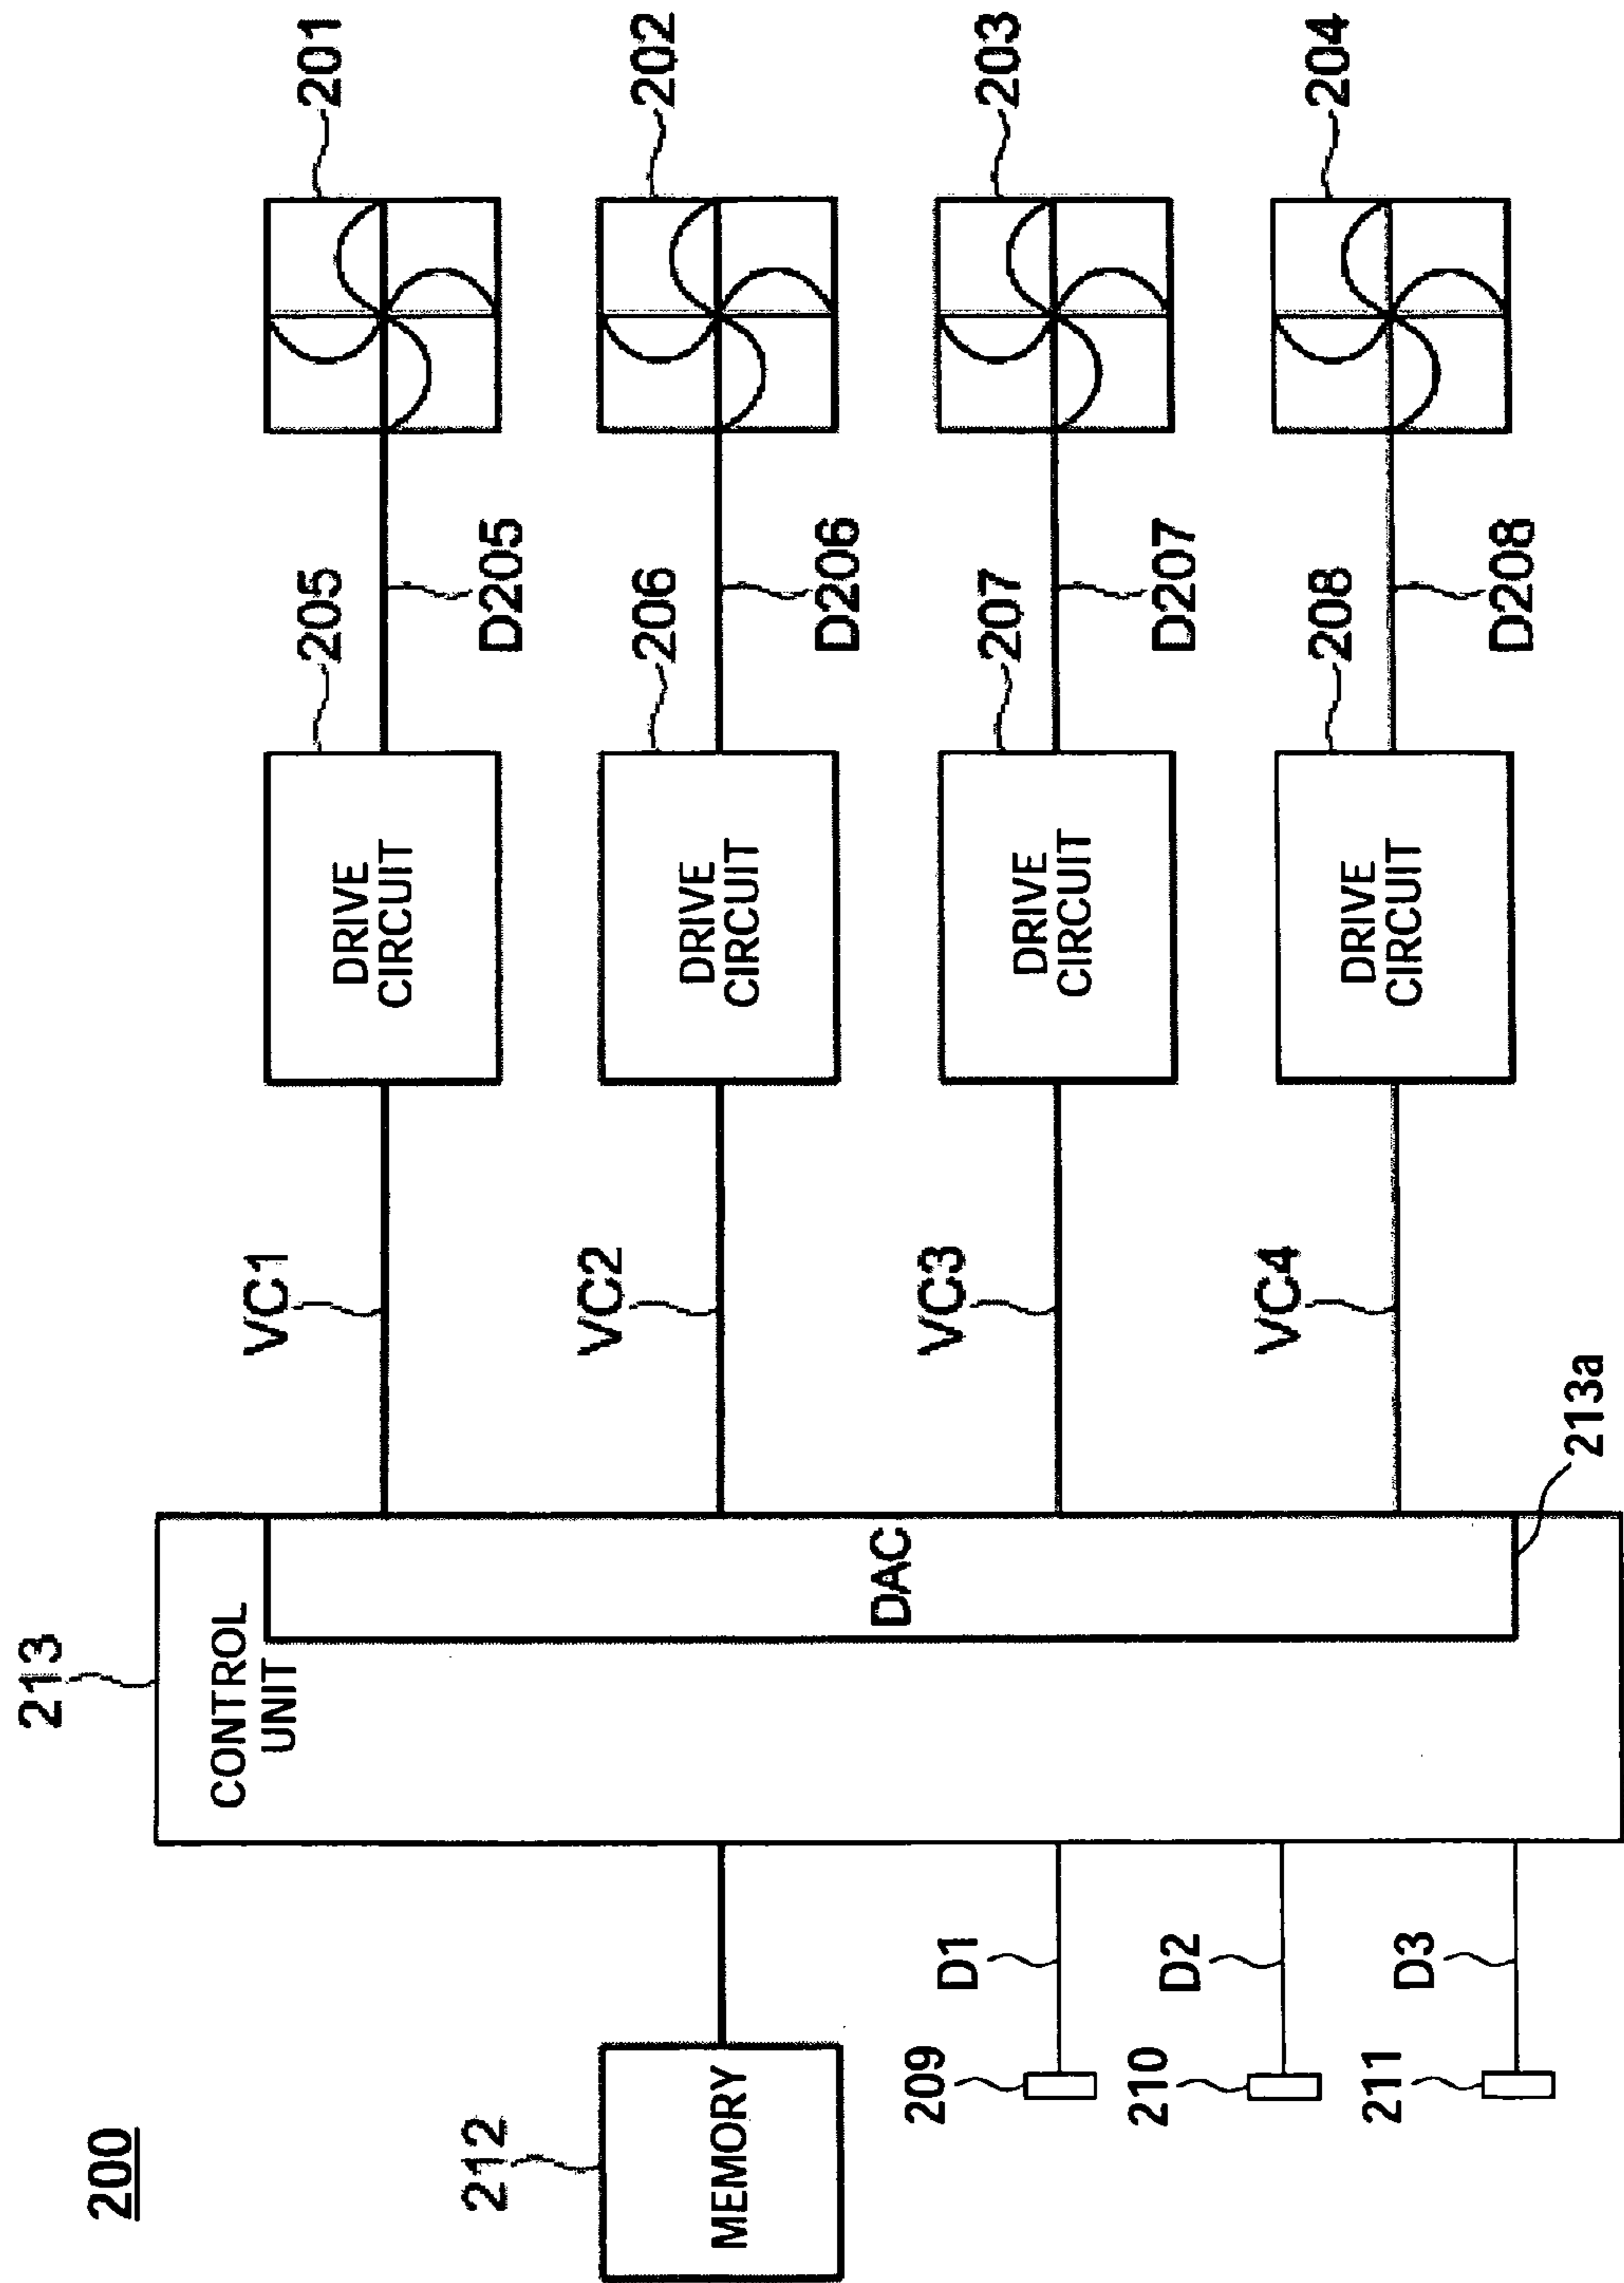 200
213
CONTROL
UNIT
VC1
205
D205
201
DRIVE
CIRCUIT
212
MEMORY
DAC
VC2
206
D206
202
DRIVE
CIRCUIT
209
D1
VC3
207
D207
203
DRIVE
CIRCUIT
210
D2
VC4
208
D208
204
DRIVE
CIRCUIT
211
D3
213a